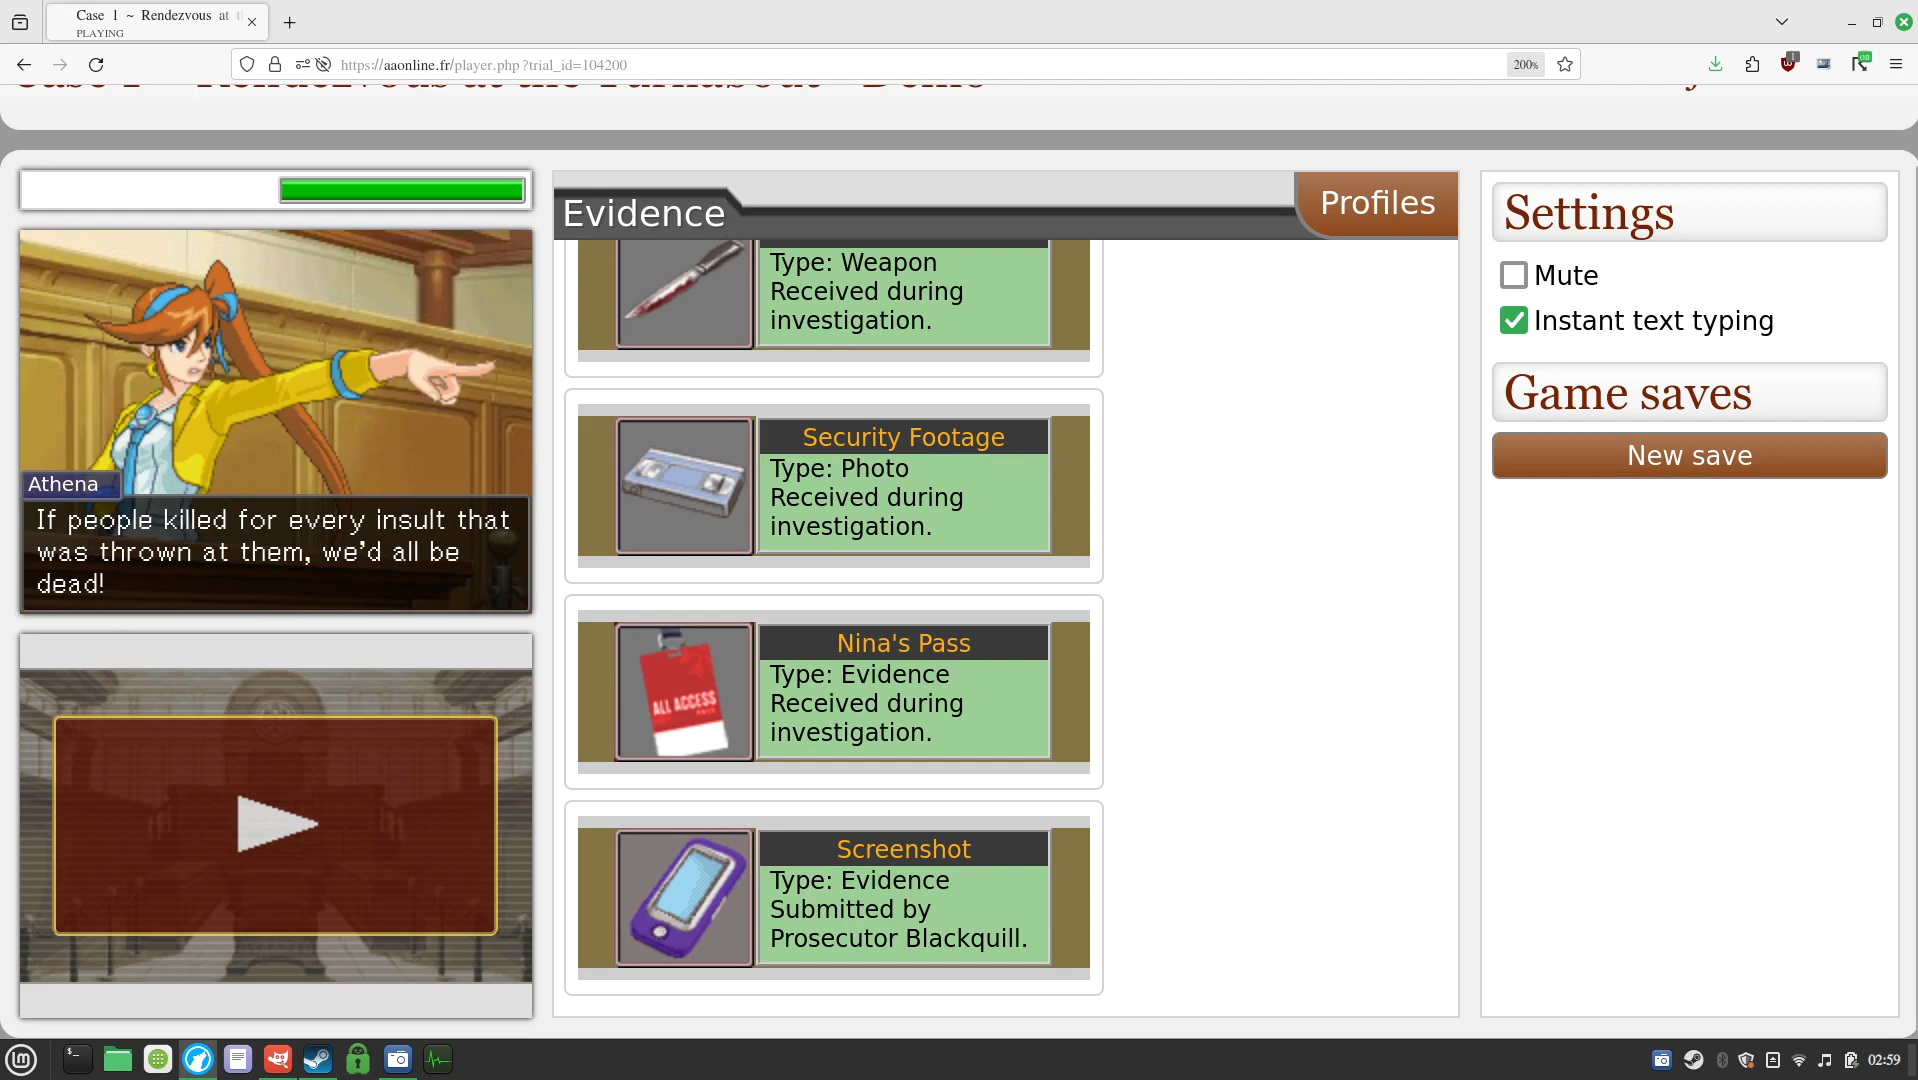 Case 1 ~ Rendezvous at t
PLAYING
https://aaonline.fr/player.php?trial_id=104200
200%
on
Evidence
Profiles
Type: Weapon
Received during
investigation.
Security Footage
Type: Photo
Received during
investigation.
Nina's Pass
ALL ACCESS
Type: Evidence
Received during
investigation.
Screenshot
Type: Evidence
Submitted by
Prosecutor Blackquill.
Athena
If people killed for every insult that
was thrown at them, we'd all be
dead!
Settings
Mute
Instant text typing
Game saves
New save
02:59